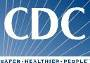 CDC
SAFER • HEALTHIER • PEOPLE™